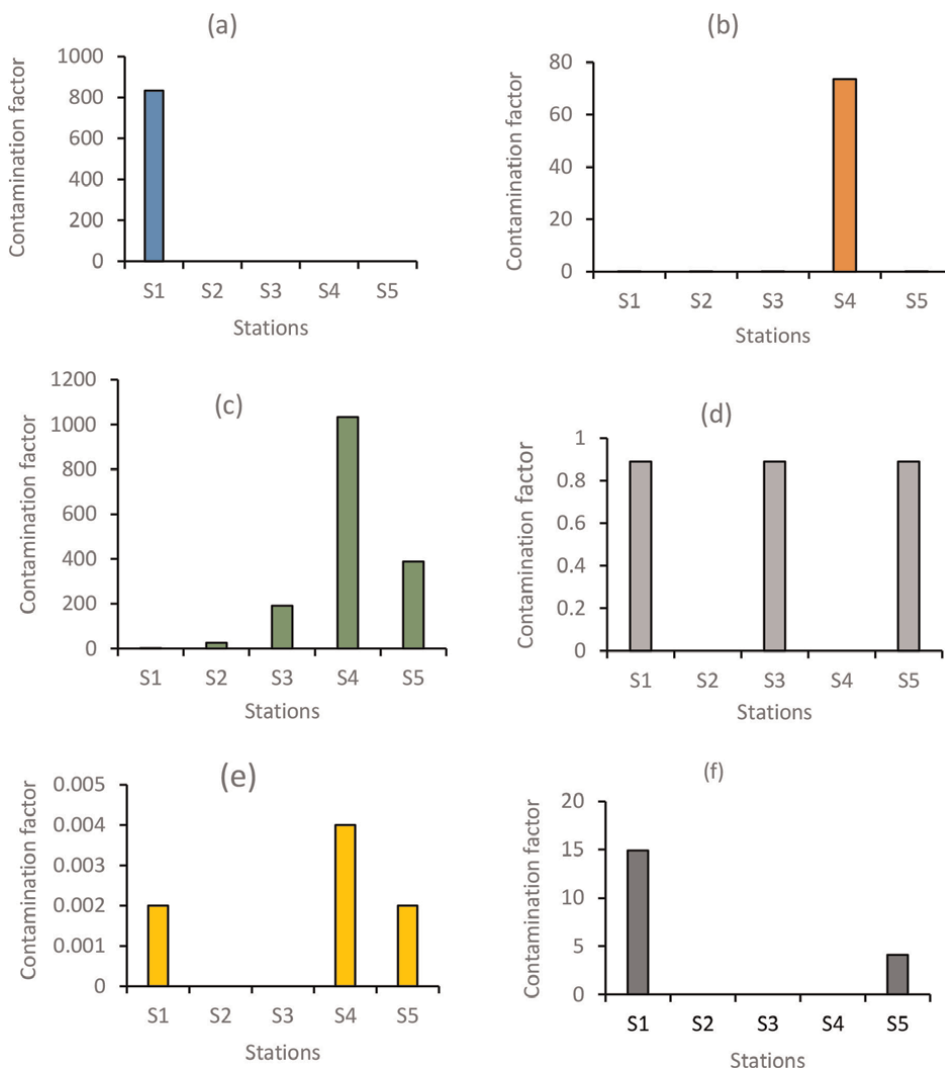 (a)
Contamination factor
1000
800
600
400
200
0
S1 S2 S3 S4 S5
Stations
(b)
Contamination factor
80
60
40
20
0
S1 S2 S3 S4 S5
Stations
(c)
Contamination factor
1200
1000
800
600
400
200
0
S1 S2 S3 S4 S5
Stations
(d)
Contamination factor
1
0.8
0.6
0.4
0.2
0
S1 S2 S3 S4 S5
Stations
(e)
Contamination factor
0.005
0.004
0.003
0.002
0.001
0
S1 S2 S3 S4 S5
Stations
(f)
Contamination factor
20
15
10
5
0
S1 S2 S3 S4 S5
Stations